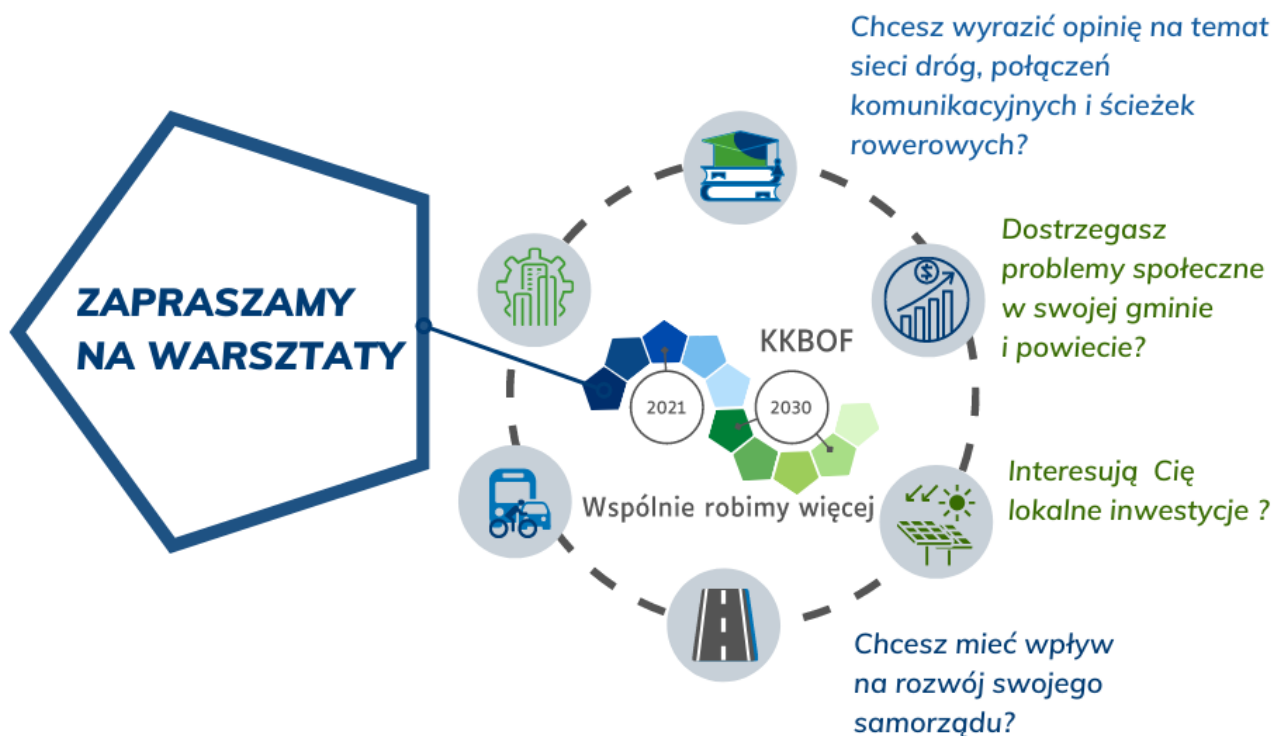 Chcesz wyrazić opinię na temat
sieci dróg, połączeń
komunikacyjnych i ścieżek
rowerowych?
Dostrzegasz
problemy społeczne
w swojej gminie
i powiecie?
ZAPRASZAMY
NA WARSZTATY
$
KKBOF
2021
2030
Wspólnie robimy więcej
Interesują Cię
lokalne inwestycje ?
Chcesz mieć wpływ
na rozwój swojego
samorządu?